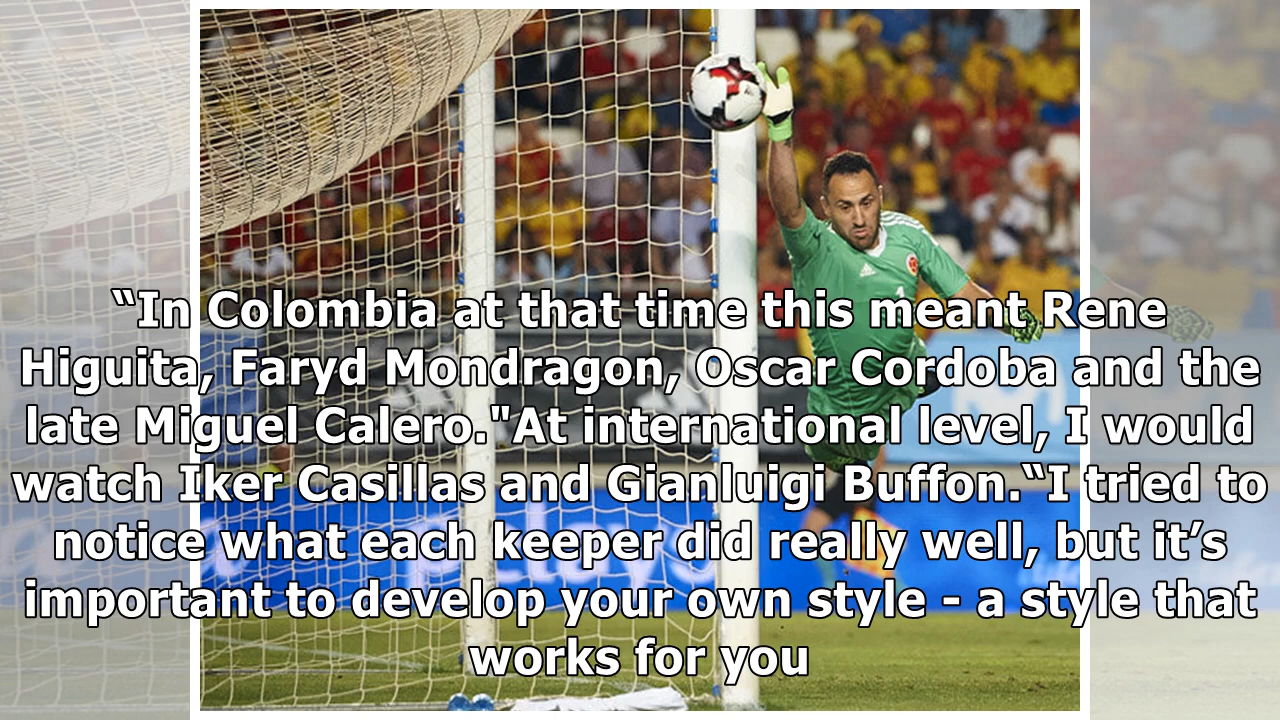 “In Colombia at that time this meant Rene
Higuita, Faryd Mondragon, Oscar Cordoba and the
late Miguel Calero."At international level, I would
watch Iker Casillas and Gianluigi Buffon.“I tried to
notice what each keeper did really well, but it’s
important to develop your own style - a style that
works for you